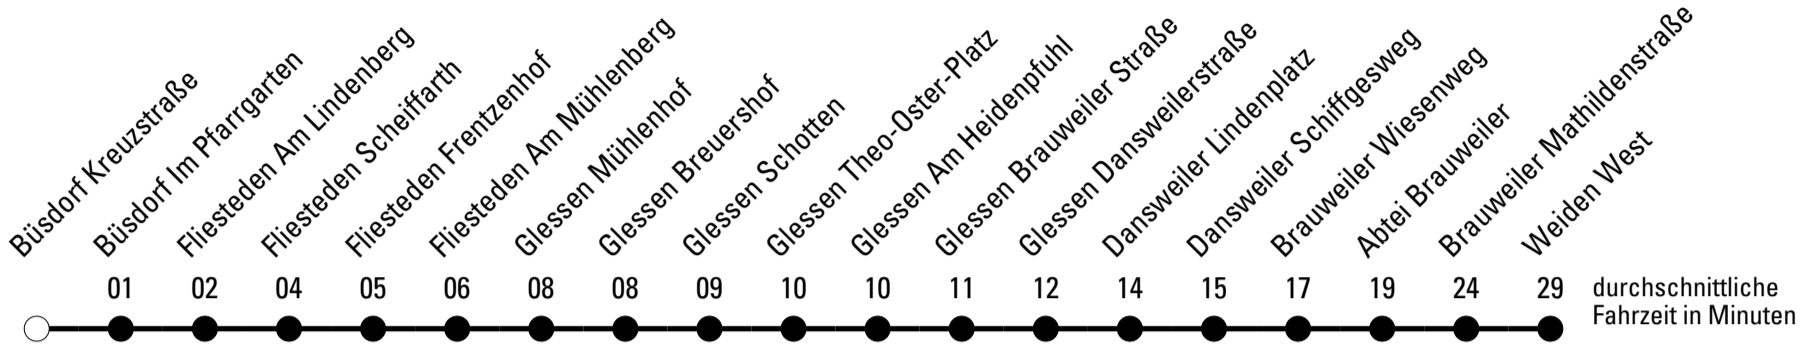 Büsdorf Kreuzstraße
Büsdorf Im Pfarrgarten
Fliesteden Am Lindenberg
Fliesteden Scheiffarth
Fliesteden Frentzenhof
Fliesteden Am Mühlenberg
Glessen Mühlenhof
Glessen Breuershof
Glessen Schotten
Glessen Theo-Oster-Platz
Glessen Am Heidenpfuhl
Glessen Brauweiler Straße
Glessen Dansweilerstraße
Dansweiler Lindenplatz
Dansweiler Schiffgesweg
Brauweiler Wiesenweg
Abtei Brauweiler
Brauweiler Mathildenstraße
Weiden West
01 02 04 05 06 08 08 09 10 10 11 12 14 15 17 19 24 29
durchschnittliche
Fahrzeit in Minuten